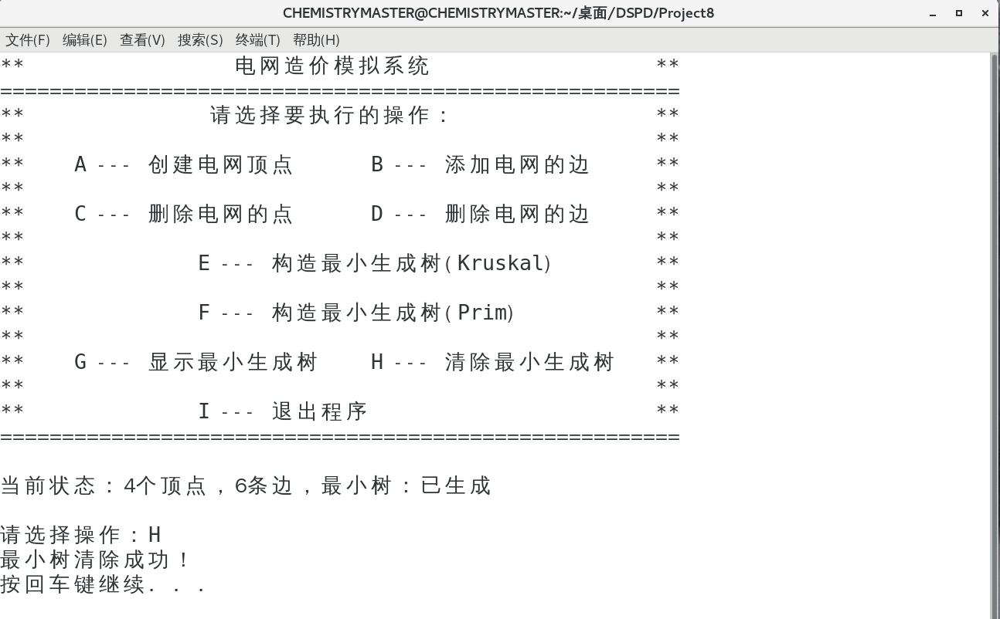 CHEMISTRYMASTER@CHEMISTRYMASTER:~/桌面/DSPD/Project8
文件(F) 编辑(E) 查看(V) 搜索(S) 终端(T) 帮助(H)
** 电网造价模拟系统 **
=======================================================
** 请选择要执行的操作： **
** **
** A --- 创建电网顶点 B --- 添加电网的边 **
** **
** C --- 删除电网的点 D --- 删除电网的边 **
** **
** E --- 构造最小生成树(Kruskal) **
** **
** F --- 构造最小生成树(Prim) **
** **
** G --- 显示最小生成树 H --- 清除最小生成树 **
** **
** I --- 退出程序 **
=======================================================
当前状态：4个顶点，6条边，最小树：已生成
请选择操作：H
最小树清除成功！
按回车键继续. . .